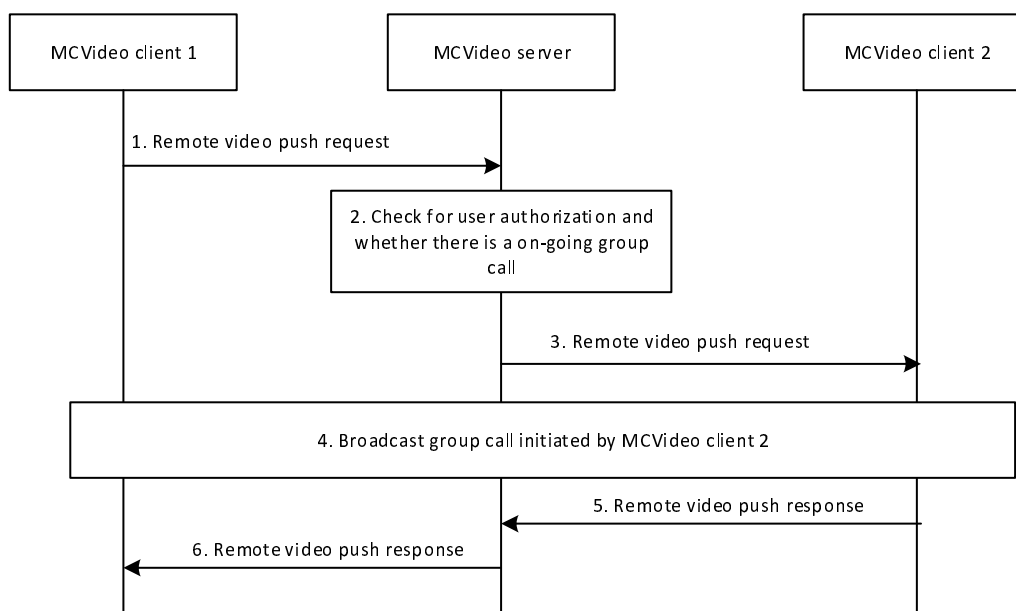 MCVideo client 1
MCVideo server
MCVideo client 2
1. Remote video push request
2. Check for user authorization and
whether there is a on-going group
call
3. Remote video push request
4. Broadcast group call initiated by MCVideo client 2
5. Remote video push response
6. Remote video push response